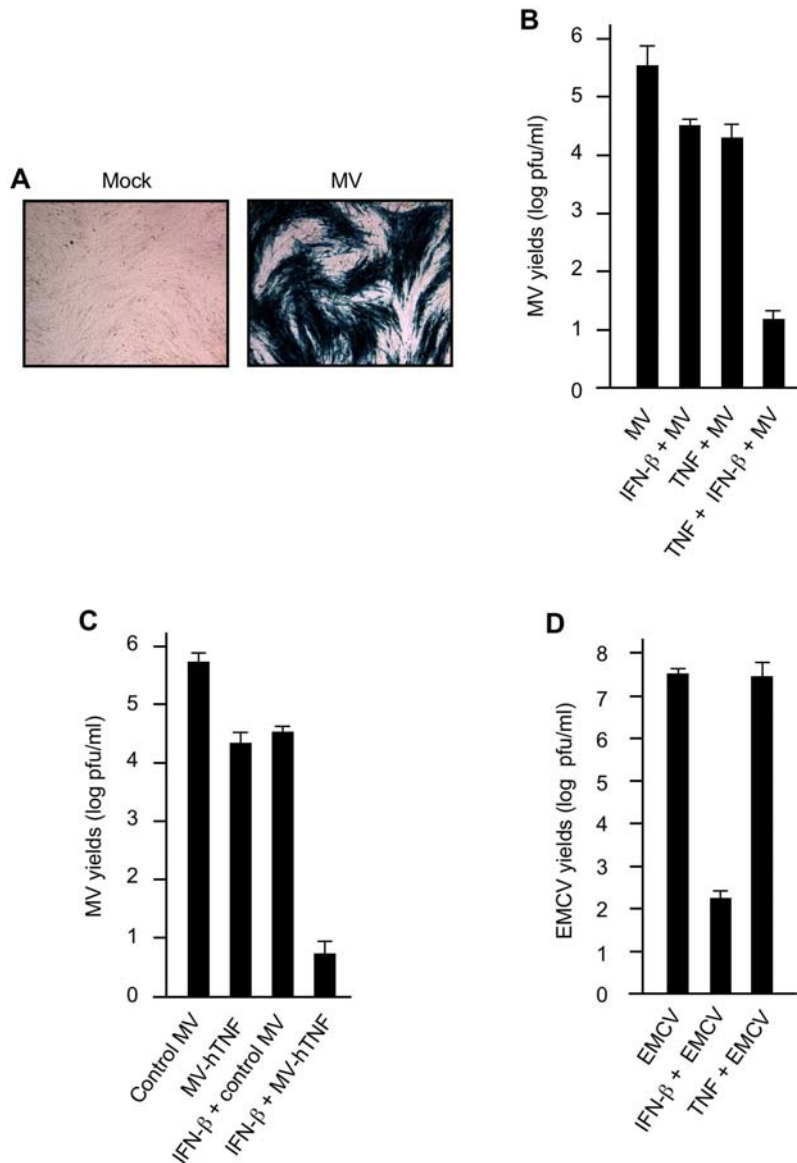 A
Mock
MV
B
MV yields (log pfu/ml)
6
5
4
3
2
1
0
MV
IFN-β + MV
TNF + MV
TNF + IFN-β + MV
C
MV yields (log pfu/ml)
6
5
4
3
2
1
0
Control MV
MV-hTNF
IFN-β + control MV
IFN-β + MV-hTNF
D
EMCV yields (log pfu/ml)
8
7
6
5
4
3
2
1
0
EMCV
IFN-β + EMCV
TNF + EMCV